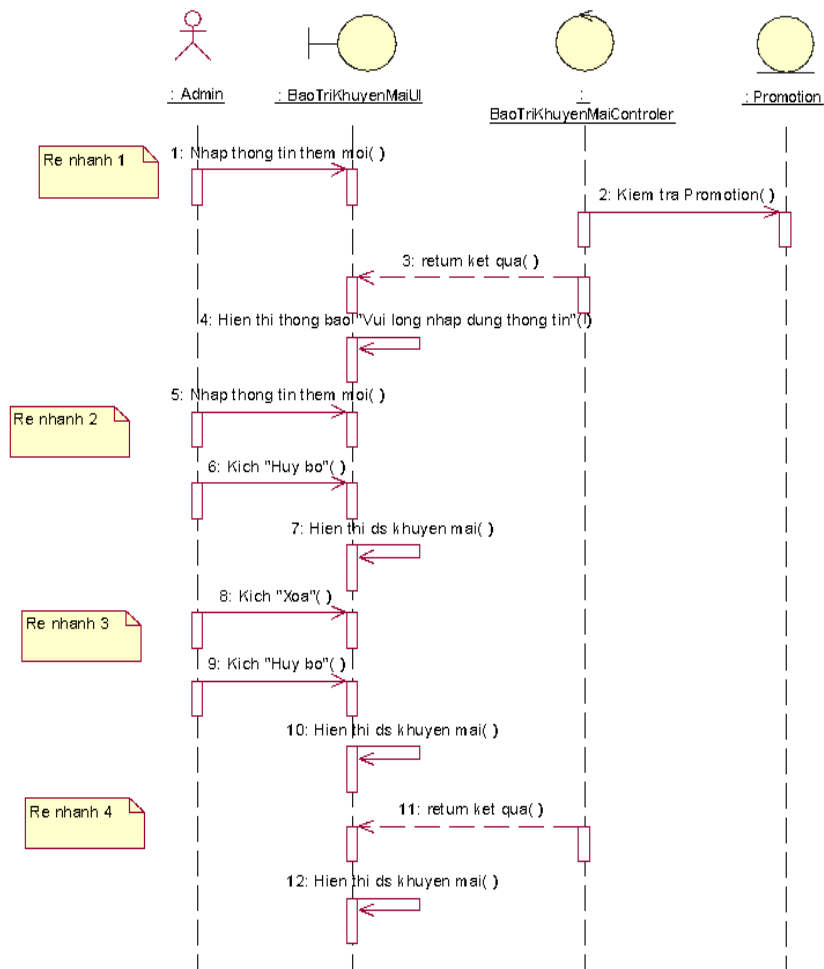 : Admin
: BaoTriKhuyenMaiUI
:
BaoTriKhuyenMaiControler
: Promotion
Re nhanh 1
1: Nhap thong tin them moi( )
2: Kiem tra Promotion( )
3: return ket qua( )
4: Hien thi thong bao "Vui long nhap dung thong tin"( )
Re nhanh 2
5: Nhap thong tin them moi( )
6: Kich "Huy bo"( )
7: Hien thi ds khuyen mai( )
Re nhanh 3
8: Kich "Xoa"( )
9: Kich "Huy bo"( )
10: Hien thi ds khuyen mai( )
Re nhanh 4
11: return ket qua( )
12: Hien thi ds khuyen mai( )